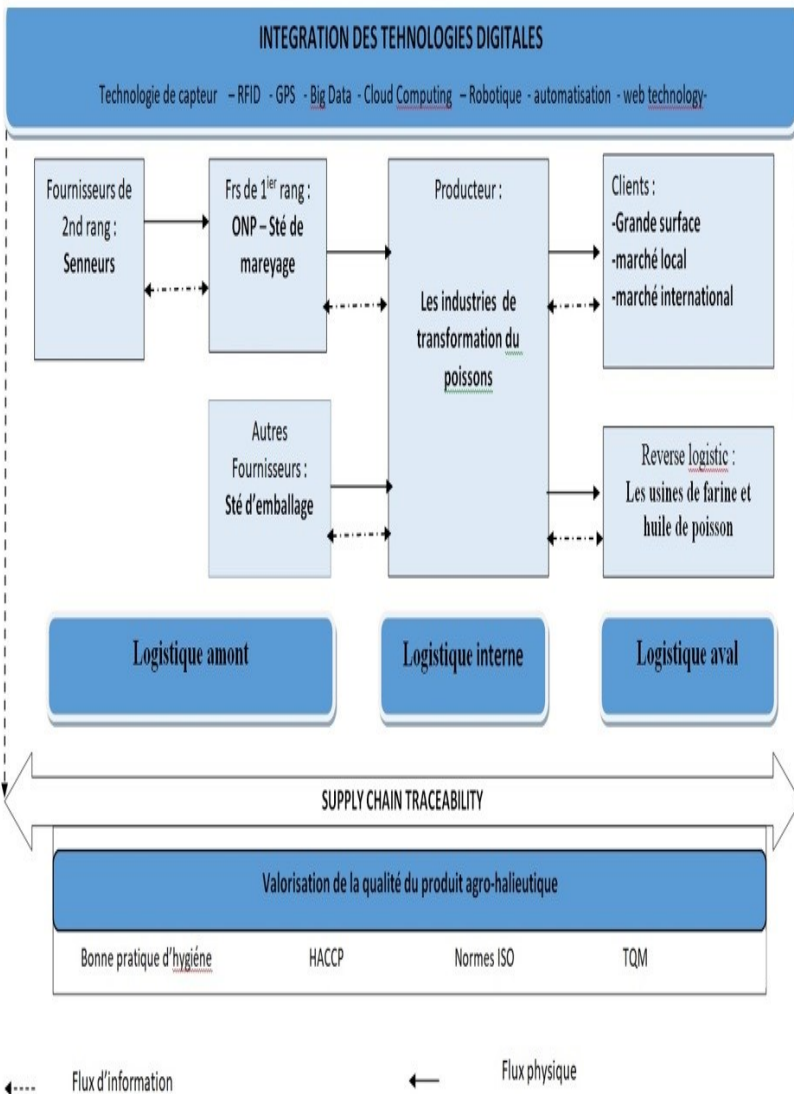 INTEGRATION DES TEHNOLOGIES DIGITALES
Technologie de capteur – RFID - GPS - Big Data - Cloud Computing – Robotique - automatisation - web technology-
Fournisseurs de
2nd rang :
Senneurs
Frs de 1ier rang :
ONP – Sté de
mareyage
Producteur :
Les industries de
transformation du
poissons
Clients :
-Grande surface
-marché local
-marché international
Autres
Fournisseurs :
Sté d’emballage
Reverse logistic :
Les usines de farine et
huile de poisson
Logistique amont
Logistique interne
Logistique aval
SUPPLY CHAIN TRACEABILITY
Valorisation de la qualité du produit agro-halieutique
Bonne pratique d’hygiéne
HACCP
Normes ISO
TQM
Flux d’information
Flux physique